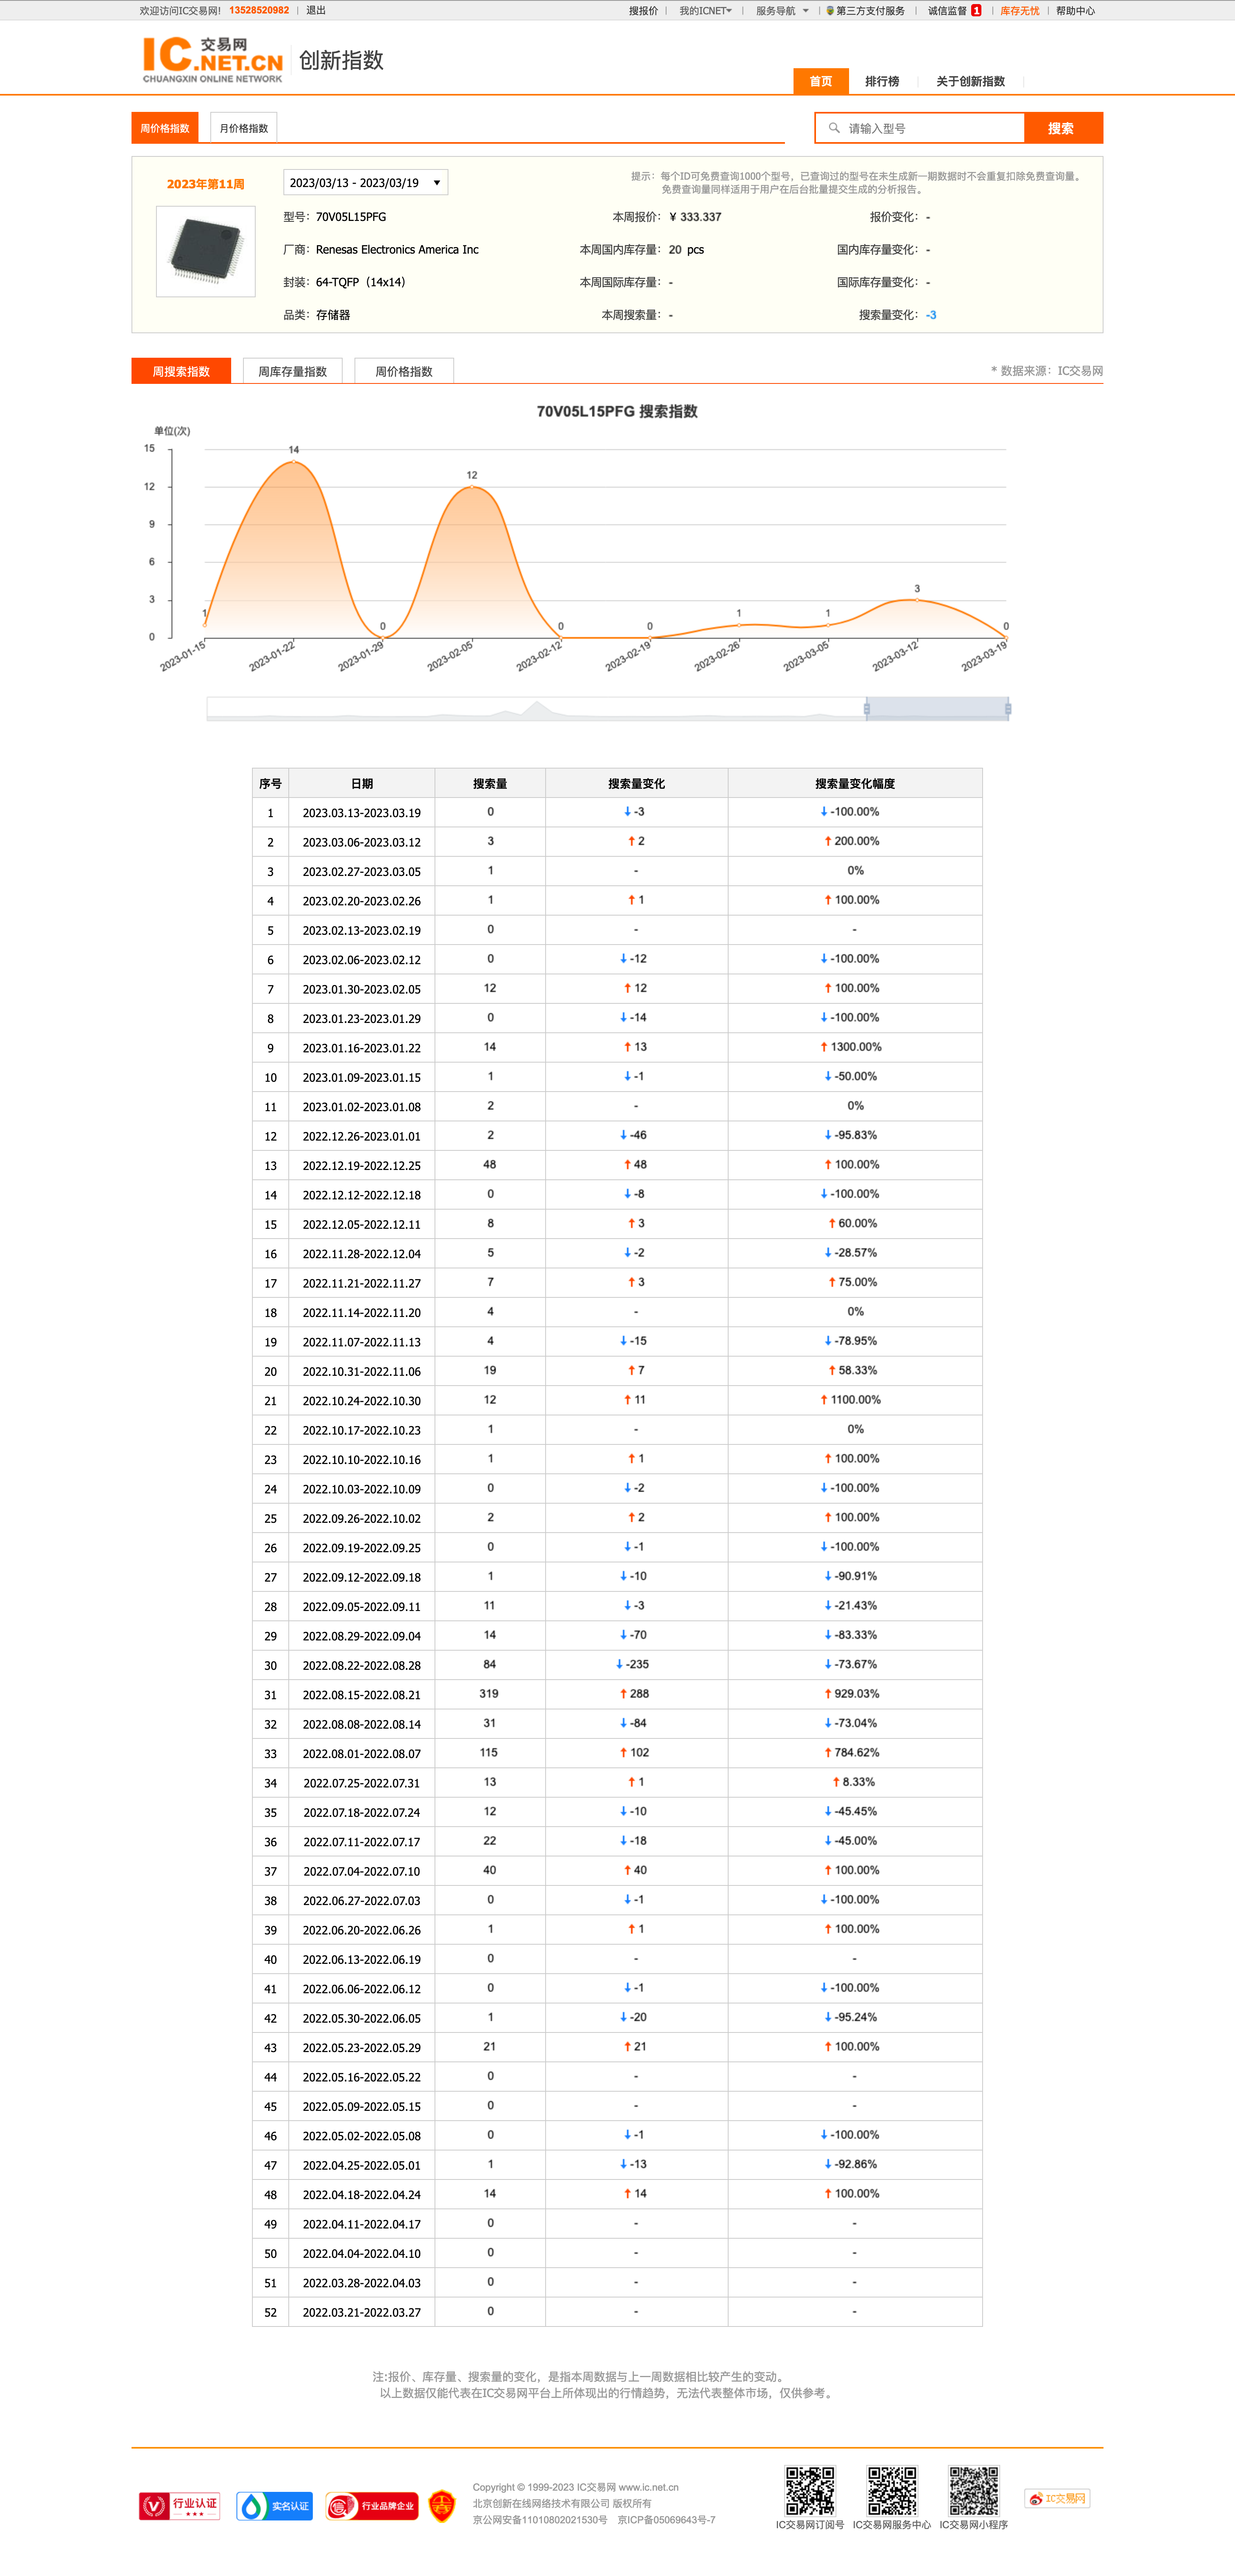 欢迎访问IC交易网! 13528520982 | 退出 搜报价 | 我的ICNET | 服务导航 | 第三方支付服务 | 诚信监督 1 | 库存无忧 | 帮助中心
IC 交易网 .NET.CN
CHUANGXIN ONLINE NETWORK
创新指数
首页 排行榜 关于创新指数
周价格指数 月价格指数 请输入型号 搜索
2023年第11周 2023/03/13 - 2023/03/19
提示：每个ID可免费查询1000个型号，已查询过的型号在未生成新一期数据时不会重复扣除免费查询量。
免费查询量同样适用于用户在后台批量提交生成的分析报告。
型号：70V05L15PFG 本周报价：¥ 333.337 报价变化：-
厂商：Renesas Electronics America Inc 本周国内库存量：20 pcs 国内库存量变化：-
封装：64-TQFP（14x14） 本周国际库存量：- 国际库存量变化：-
品类：存储器 本周搜索量：- 搜索量变化：-3
周搜索指数 周库存量指数 周价格指数 * 数据来源：IC交易网
70V05L15PFG 搜索指数
单位(次)
15
12
9
6
3
0
1 14 0 12 0 0 1 1 3 0
2023-01-15 2023-01-22 2023-01-29 2023-02-05 2023-02-12 2023-02-19 2023-02-26 2023-03-05 2023-03-12 2023-03-19
序号 日期 搜索量 搜索量变化 搜索量变化幅度
1 2023.03.13-2023.03.19 0 ↓ -3 ↓ -100.00%
2 2023.03.06-2023.03.12 3 ↑ 2 ↑ 200.00%
3 2023.02.27-2023.03.05 1 - 0%
4 2023.02.20-2023.02.26 1 ↑ 1 ↑ 100.00%
5 2023.02.13-2023.02.19 0 - -
6 2023.02.06-2023.02.12 0 ↓ -12 ↓ -100.00%
7 2023.01.30-2023.02.05 12 ↑ 12 ↑ 100.00%
8 2023.01.23-2023.01.29 0 ↓ -14 ↓ -100.00%
9 2023.01.16-2023.01.22 14 ↑ 13 ↑ 1300.00%
10 2023.01.09-2023.01.15 1 ↓ -1 ↓ -50.00%
11 2023.01.02-2023.01.08 2 - 0%
12 2022.12.26-2023.01.01 2 ↓ -46 ↓ -95.83%
13 2022.12.19-2022.12.25 48 ↑ 48 ↑ 100.00%
14 2022.12.12-2022.12.18 0 ↓ -8 ↓ -100.00%
15 2022.12.05-2022.12.11 8 ↑ 3 ↑ 60.00%
16 2022.11.28-2022.12.04 5 ↓ -2 ↓ -28.57%
17 2022.11.21-2022.11.27 7 ↑ 3 ↑ 75.00%
18 2022.11.14-2022.11.20 4 - 0%
19 2022.11.07-2022.11.13 4 ↓ -15 ↓ -78.95%
20 2022.10.31-2022.11.06 19 ↑ 7 ↑ 58.33%
21 2022.10.24-2022.10.30 12 ↑ 11 ↑ 1100.00%
22 2022.10.17-2022.10.23 1 - 0%
23 2022.10.10-2022.10.16 1 ↑ 1 ↑ 100.00%
24 2022.10.03-2022.10.09 0 ↓ -2 ↓ -100.00%
25 2022.09.26-2022.10.02 2 ↑ 2 ↑ 100.00%
26 2022.09.19-2022.09.25 0 ↓ -1 ↓ -100.00%
27 2022.09.12-2022.09.18 1 ↓ -10 ↓ -90.91%
28 2022.09.05-2022.09.11 11 ↓ -3 ↓ -21.43%
29 2022.08.29-2022.09.04 14 ↓ -70 ↓ -83.33%
30 2022.08.22-2022.08.28 84 ↓ -235 ↓ -73.67%
31 2022.08.15-2022.08.21 319 ↑ 288 ↑ 929.03%
32 2022.08.08-2022.08.14 31 ↓ -84 ↓ -73.04%
33 2022.08.01-2022.08.07 115 ↑ 102 ↑ 784.62%
34 2022.07.25-2022.07.31 13 ↑ 1 ↑ 8.33%
35 2022.07.18-2022.07.24 12 ↓ -10 ↓ -45.45%
36 2022.07.11-2022.07.17 22 ↓ -18 ↓ -45.00%
37 2022.07.04-2022.07.10 40 ↑ 40 ↑ 100.00%
38 2022.06.27-2022.07.03 0 ↓ -1 ↓ -100.00%
39 2022.06.20-2022.06.26 1 ↑ 1 ↑ 100.00%
40 2022.06.13-2022.06.19 0 - -
41 2022.06.06-2022.06.12 0 ↓ -1 ↓ -100.00%
42 2022.05.30-2022.06.05 1 ↓ -20 ↓ -95.24%
43 2022.05.23-2022.05.29 21 ↑ 21 ↑ 100.00%
44 2022.05.16-2022.05.22 0 - -
45 2022.05.09-2022.05.15 0 - -
46 2022.05.02-2022.05.08 0 ↓ -1 ↓ -100.00%
47 2022.04.25-2022.05.01 1 ↓ -13 ↓ -92.86%
48 2022.04.18-2022.04.24 14 ↑ 14 ↑ 100.00%
49 2022.04.11-2022.04.17 0 - -
50 2022.04.04-2022.04.10 0 - -
51 2022.03.28-2022.04.03 0 - -
52 2022.03.21-2022.03.27 0 - -
注:报价、库存量、搜索量的变化，是指本周数据与上一周数据相比较产生的变动。
以上数据仅能代表在IC交易网平台上所体现出的行情趋势，无法代表整体市场，仅供参考。
行业认证 实名认证 行业品牌企业
Copyright © 1999-2023 IC交易网 www.ic.net.cn
北京创新在线网络技术有限公司 版权所有
京公网安备11010802021530号 京ICP备05069643号-7
IC交易网订阅号 IC交易网服务中心 IC交易网小程序
IC交易网